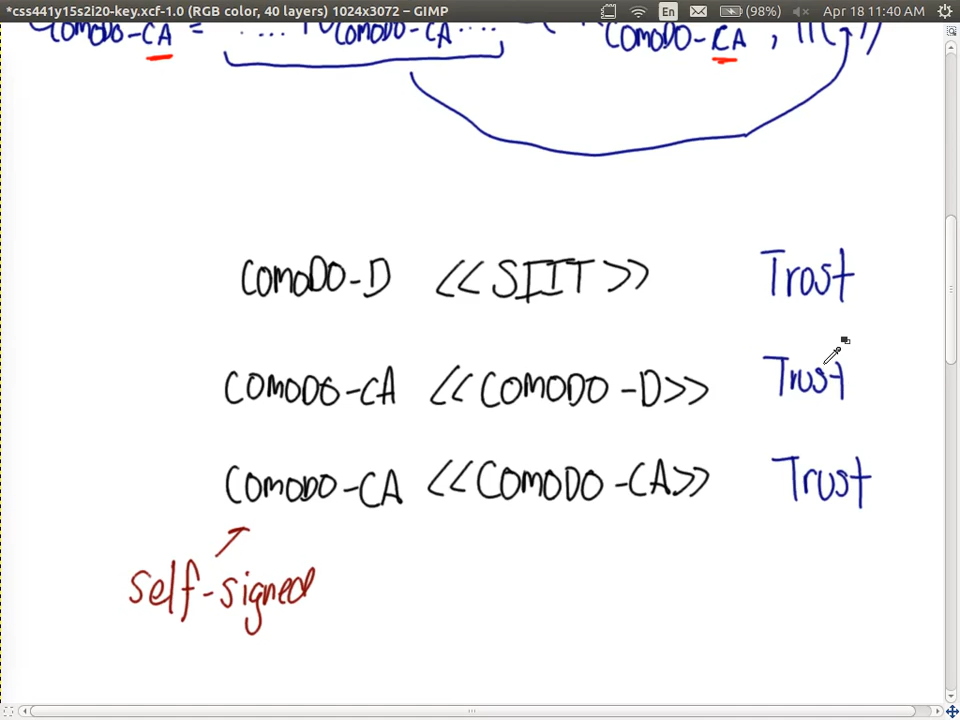 *css441y15s2i20-key.xcf-1.0 (RGB color, 40 layers) 1024x3072 – GIMP En (98%) Apr 18 11:40 AM
COMODO-CA = ..... COMODO-CA .... COMODO-CA , H( ))
COMODO-D <<SIIT>> Trust
COMODO-CA <<COMODO-D>> Trust
COMODO-CA <<COMODO-CA>> Trust
self-signed